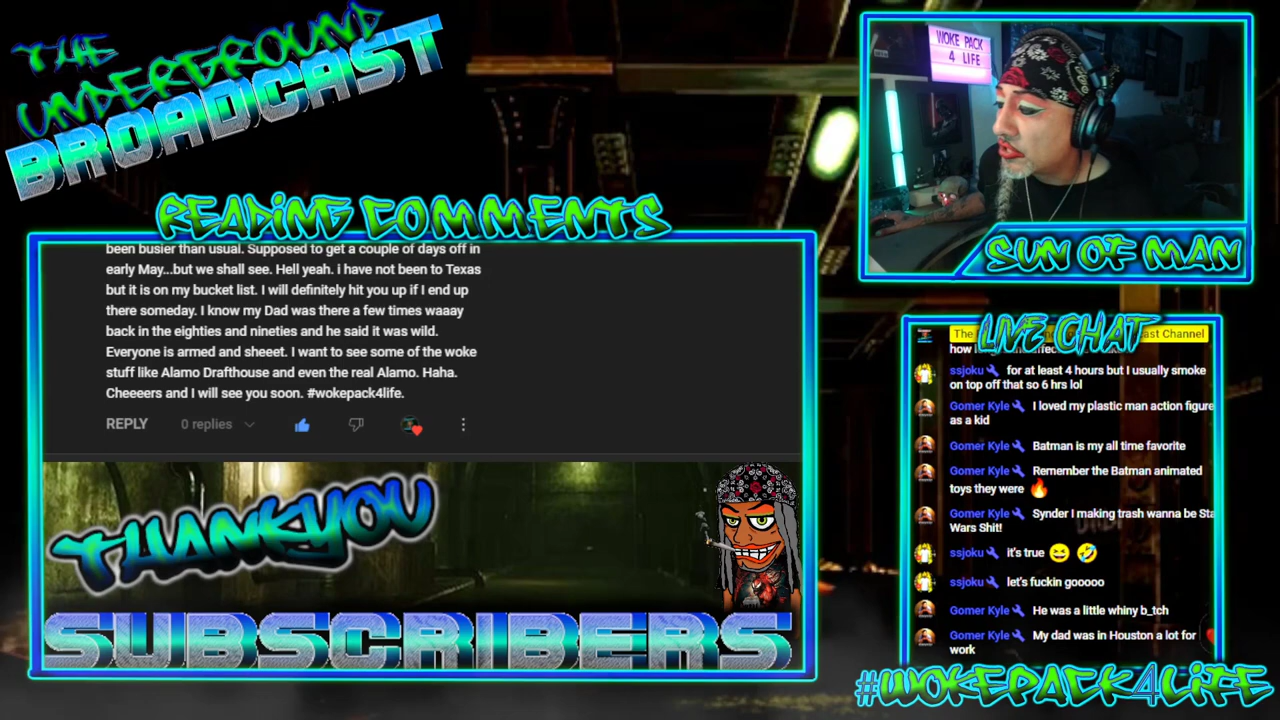 THE
UNDERGROUND
BROADCAST
READING COMMENTS
been busier than usual. Supposed to get a couple of days off in
early May...but we shall see. Hell yeah. i have not been to Texas
but it is on my bucket list. I will definitely hit you up if I end up
there someday. I know my Dad was there a few times waaay
back in the eighties and nineties and he said it was wild.
Everyone is armed and sheeet. I want to see some of the woke
stuff like Alamo Drafthouse and even the real Alamo. Haha.
Cheeeers and I will see you soon. #wokepack4life.
REPLY 0 replies
THANKYOU
SUBSCRIBERS
WOKE PACK
4 LIFE
SUN OF MAN
LIVE CHAT
The cast Channel
how
ssjoku for at least 4 hours but I usually smoke
on top off that so 6 hrs lol
Gomer Kyle I loved my plastic man action figure
as a kid
Gomer Kyle Batman is my all time favorite
Gomer Kyle Remember the Batman animated
toys they were 🔥
Gomer Kyle Synder I making trash wanna be Sta
Wars Shit!
ssjoku it's true 😆 🤣
ssjoku let's fuckin gooooo
Gomer Kyle He was a little whiny b_tch
Gomer Kyle My dad was in Houston a lot for
work
#WOKEPACK4LIFE